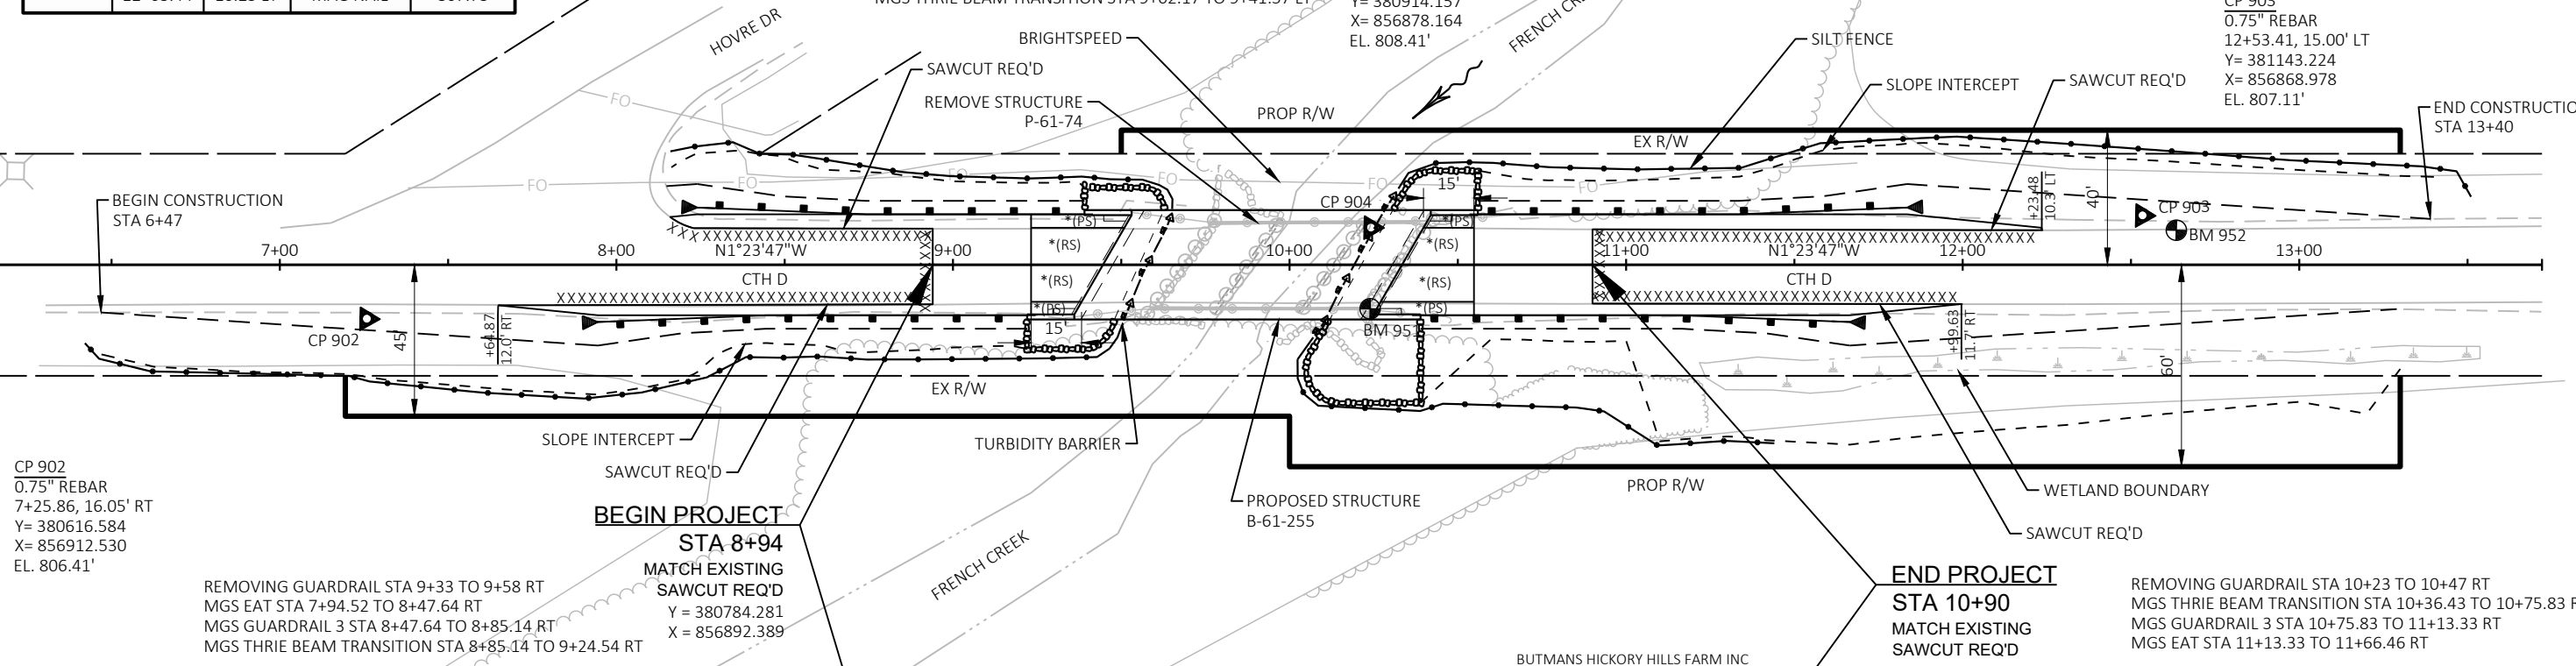 MGS THRIE BEAM TRANSITION STA 9+02.17 TO 9+41.57 LT
Y= 380914.157
X= 856878.164
EL. 808.41'
CP 903
0.75" REBAR
12+53.41, 15.00' LT
Y= 381143.224
X= 856868.978
EL. 807.11'
HOVRE DR
BRIGHTSPEED
FRENCH CRE
SILT FENCE
SAWCUT REQ'D
SLOPE INTERCEPT
SAWCUT REQ'D
REMOVE STRUCTURE
P-61-74
PROP R/W
END CONSTRUCTIO
STA 13+40
FO
EX R/W
FO
FO
FO
FO
FO
15'
BEGIN CONSTRUCTION
STA 6+47
CP 904
+23.48
10.3' LT
40'
CP 903
BM 952
*(PS)
*(PS)
*(RS)
*(RS)
7+00
8+00
N1°23'47"W
9+00
10+00
11+00
N1°23'47"W
12+00
13+00
CTH D
*(RS)
*(RS)
CTH D
*(PS)
*(PS)
CP 902
45'
+64.87
12.0' RT
15'
BM 951
+99.63
11.7' RT
60'
EX R/W
SLOPE INTERCEPT
TURBIDITY BARRIER
SAWCUT REQ'D
CP 902
0.75" REBAR
7+25.86, 16.05' RT
Y= 380616.584
X= 856912.530
EL. 806.41'
PROP R/W
WETLAND BOUNDARY
PROPOSED STRUCTURE
B-61-255
SAWCUT REQ'D
BEGIN PROJECT
STA 8+94
MATCH EXISTING
SAWCUT REQ'D
Y = 380784.281
X = 856892.389
FRENCH CREEK
END PROJECT
STA 10+90
MATCH EXISTING
SAWCUT REQ'D
REMOVING GUARDRAIL STA 9+33 TO 9+58 RT
MGS EAT STA 7+94.52 TO 8+47.64 RT
MGS GUARDRAIL 3 STA 8+47.64 TO 8+85.14 RT
MGS THRIE BEAM TRANSITION STA 8+85.14 TO 9+24.54 RT
REMOVING GUARDRAIL STA 10+23 TO 10+47 RT
MGS THRIE BEAM TRANSITION STA 10+36.43 TO 10+75.83 R
MGS GUARDRAIL 3 STA 10+75.83 TO 11+13.33 RT
MGS EAT STA 11+13.33 TO 11+66.46 RT
BUTMANS HICKORY HILLS FARM INC